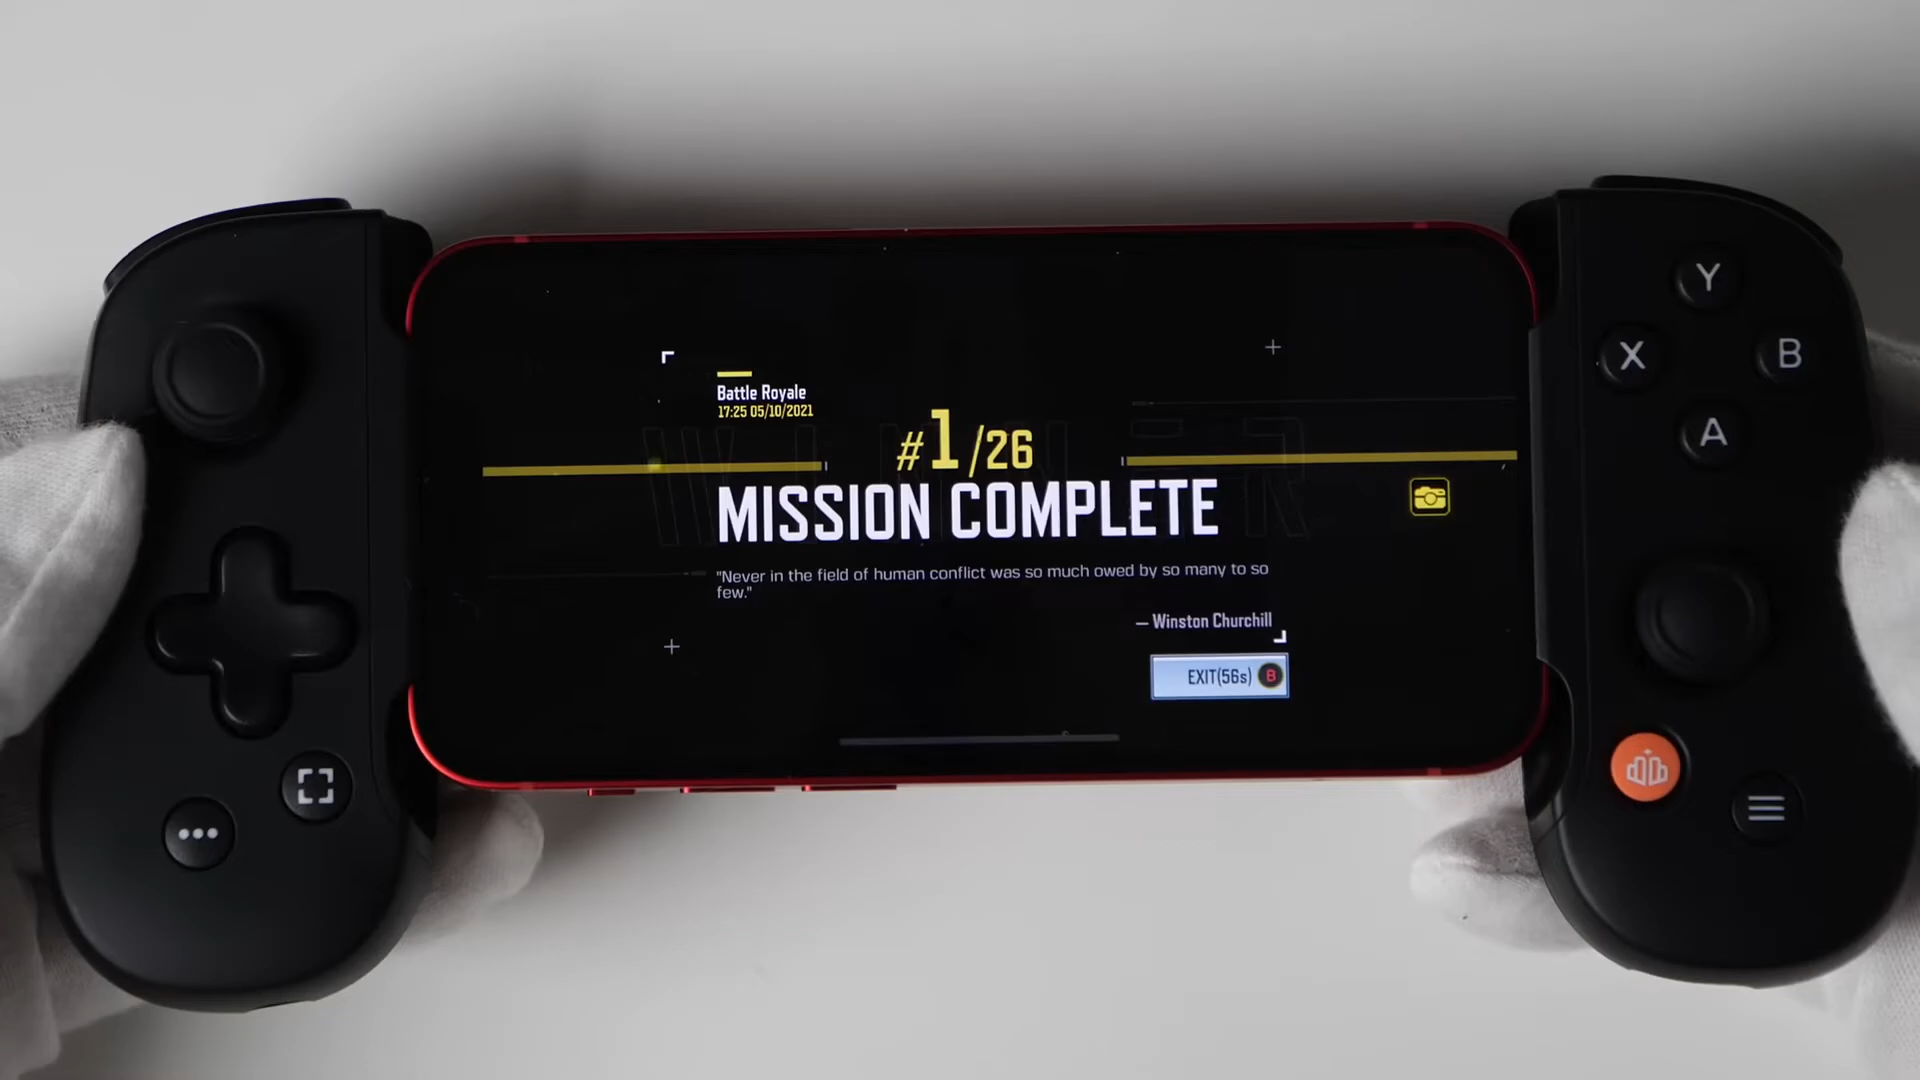 Y
X
B
A
Battle Royale
17:25 05/10/2021
#1/26
WINNER
MISSION COMPLETE
"Never in the field of human conflict was so much owed by so many to so
few."
– Winston Churchill
EXIT(56s) B